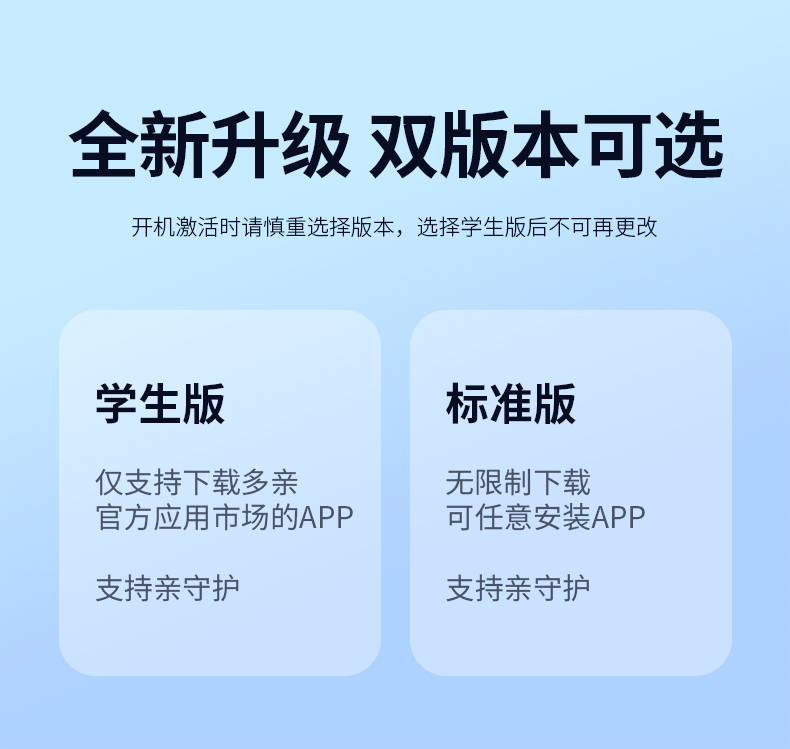 全新升级 双版本可选
开机激活时请慎重选择版本，选择学生版后不可再更改
学生版
仅支持下载多亲
官方应用市场的APP
支持亲守护
标准版
无限制下载
可任意安装APP
支持亲守护